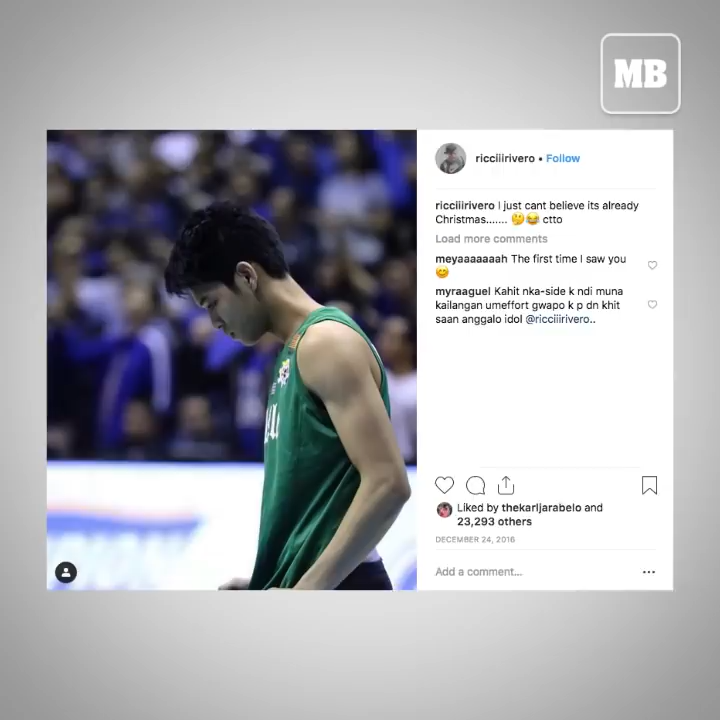 MB
ricciiirivero • Follow
ricciiirivero I just cant believe its already
Christmas....... 🤔😂 ctto
Load more comments
meyaaaaaaah The first time I saw you
😊
myraaguel Kahit nka-side k ndi muna
kailangan umeffort gwapo k p dn khit
saan anggalo idol @ricciiirivero..
Liked by thekarljarabelo and
23,293 others
DECEMBER 24, 2016
Add a comment...